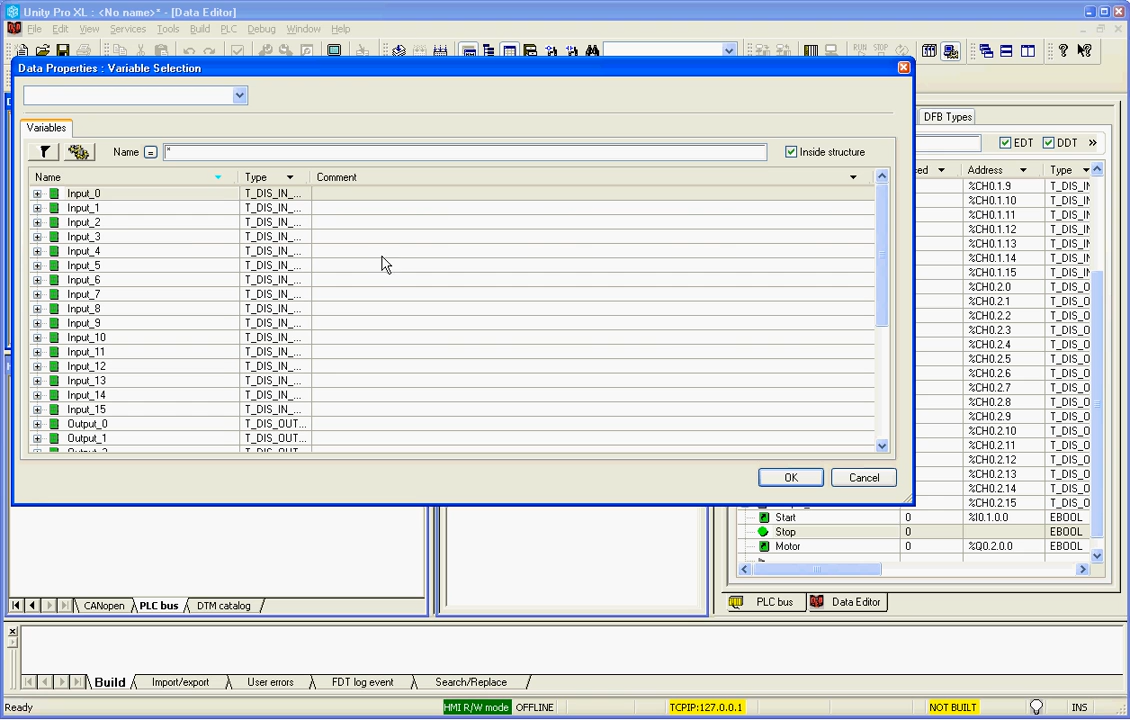 Unity Pro XL : <No name>* - [Data Editor]
File Edit View Services Tools Build PLC Debug Window Help
RUN STOP
Data Properties : Variable Selection
DFB Types
Variables
Name = *
Inside structure
EDT DDT »
Name Type Comment
ed Address Type
Input_0 T_DIS_IN_...
Input_1 T_DIS_IN_...
Input_2 T_DIS_IN_...
Input_3 T_DIS_IN_...
Input_4 T_DIS_IN_...
Input_5 T_DIS_IN_...
Input_6 T_DIS_IN_...
Input_7 T_DIS_IN_...
Input_8 T_DIS_IN_...
Input_9 T_DIS_IN_...
Input_10 T_DIS_IN_...
Input_11 T_DIS_IN_...
Input_12 T_DIS_IN_...
Input_13 T_DIS_IN_...
Input_14 T_DIS_IN_...
Input_15 T_DIS_IN_...
Output_0 T_DIS_OUT...
Output_1 T_DIS_OUT...
OK Cancel
%CH0.1.9 T_DIS_IN
%CH0.1.10 T_DIS_IN
%CH0.1.11 T_DIS_IN
%CH0.1.12 T_DIS_IN
%CH0.1.13 T_DIS_IN
%CH0.1.14 T_DIS_IN
%CH0.1.15 T_DIS_IN
%CH0.2.0 T_DIS_O
%CH0.2.1 T_DIS_O
%CH0.2.2 T_DIS_O
%CH0.2.3 T_DIS_O
%CH0.2.4 T_DIS_O
%CH0.2.5 T_DIS_O
%CH0.2.6 T_DIS_O
%CH0.2.7 T_DIS_O
%CH0.2.8 T_DIS_O
%CH0.2.9 T_DIS_O
%CH0.2.10 T_DIS_O
%CH0.2.11 T_DIS_O
%CH0.2.12 T_DIS_O
%CH0.2.13 T_DIS_O
%CH0.2.14 T_DIS_O
%CH0.2.15 T_DIS_O
Start 0 %I0.1.0.0 EBOOL
Stop 0 EBOOL
Motor 0 %Q0.2.0.0 EBOOL
CANopen PLC bus DTM catalog
PLC bus Data Editor
Build Import/export User errors FDT log event Search/Replace
Ready HMI R/W mode OFFLINE TCPIP:127.0.0.1 NOT BUILT INS